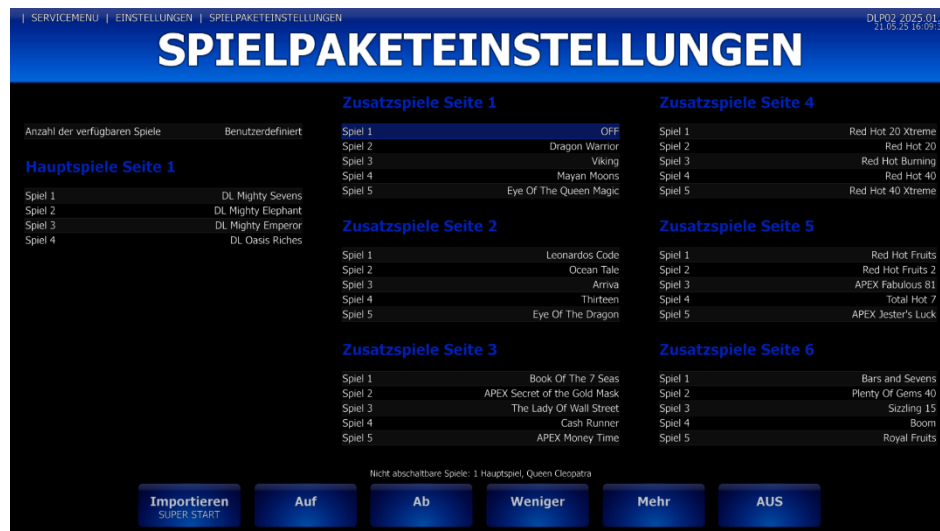 | SERVICEMENU | EINSTELLUNGEN | SPIELPAKETEINSTELLUNGEN
DLP02 2025.01.
21.05.25 16:09:
SPIELPAKETEINSTELLUNGEN
Anzahl der verfügbaren Spiele Benutzerdefiniert
Hauptspiele Seite 1
Spiel 1 DL Mighty Sevens
Spiel 2 DL Mighty Elephant
Spiel 3 DL Mighty Emperor
Spiel 4 DL Oasis Riches
Zusatzspiele Seite 1
Spiel 1 OFF
Spiel 2 Dragon Warrior
Spiel 3 Viking
Spiel 4 Mayan Moons
Spiel 5 Eye Of The Queen Magic
Zusatzspiele Seite 2
Spiel 1 Leonardos Code
Spiel 2 Ocean Tale
Spiel 3 Arriva
Spiel 4 Thirteen
Spiel 5 Eye Of The Dragon
Zusatzspiele Seite 3
Spiel 1 Book Of The 7 Seas
Spiel 2 APEX Secret of the Gold Mask
Spiel 3 The Lady Of Wall Street
Spiel 4 Cash Runner
Spiel 5 APEX Money Time
Zusatzspiele Seite 4
Spiel 1 Red Hot 20 Xtreme
Spiel 2 Red Hot 20
Spiel 3 Red Hot Burning
Spiel 4 Red Hot 40
Spiel 5 Red Hot 40 Xtreme
Zusatzspiele Seite 5
Spiel 1 Red Hot Fruits
Spiel 2 Red Hot Fruits 2
Spiel 3 APEX Fabulous 81
Spiel 4 Total Hot 7
Spiel 5 APEX Jester's Luck
Zusatzspiele Seite 6
Spiel 1 Bars and Sevens
Spiel 2 Plenty Of Gems 40
Spiel 3 Sizzling 15
Spiel 4 Boom
Spiel 5 Royal Fruits
Nicht abschaltbare Spiele: 1 Hauptspiel, Queen Cleopatra
Importieren
SUPER START
Auf
Ab
Weniger
Mehr
AUS